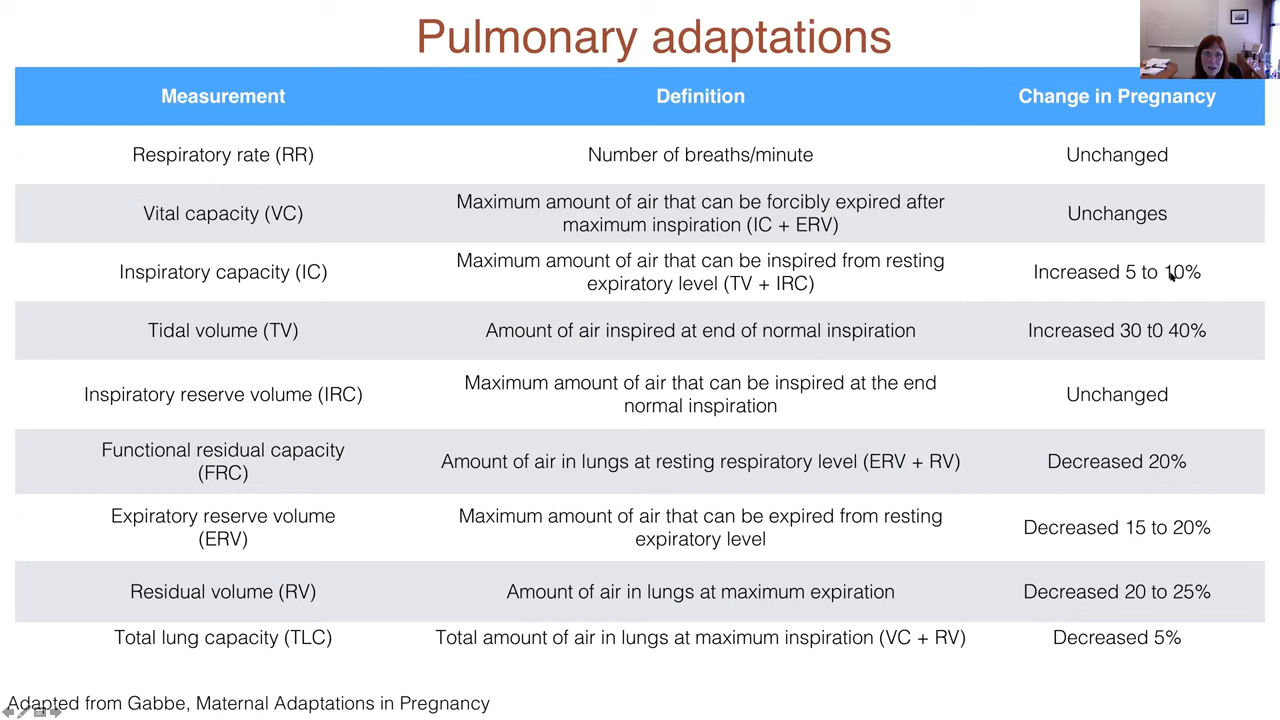 Pulmonary adaptations
Measurement
Definition
Change in Pregnancy
Respiratory rate (RR)
Number of breaths/minute
Unchanged
Vital capacity (VC)
Maximum amount of air that can be forcibly expired after
maximum inspiration (IC + ERV)
Unchanges
Inspiratory capacity (IC)
Maximum amount of air that can be inspired from resting
expiratory level (TV + IRC)
Increased 5 to 10%
Tidal volume (TV)
Amount of air inspired at end of normal inspiration
Increased 30 t0 40%
Inspiratory reserve volume (IRC)
Maximum amount of air that can be inspired at the end
normal inspiration
Unchanged
Functional residual capacity
(FRC)
Amount of air in lungs at resting respiratory level (ERV + RV)
Decreased 20%
Expiratory reserve volume
(ERV)
Maximum amount of air that can be expired from resting
expiratory level
Decreased 15 to 20%
Residual volume (RV)
Amount of air in lungs at maximum expiration
Decreased 20 to 25%
Total lung capacity (TLC)
Total amount of air in lungs at maximum inspiration (VC + RV)
Decreased 5%
Adapted from Gabbe, Maternal Adaptations in Pregnancy